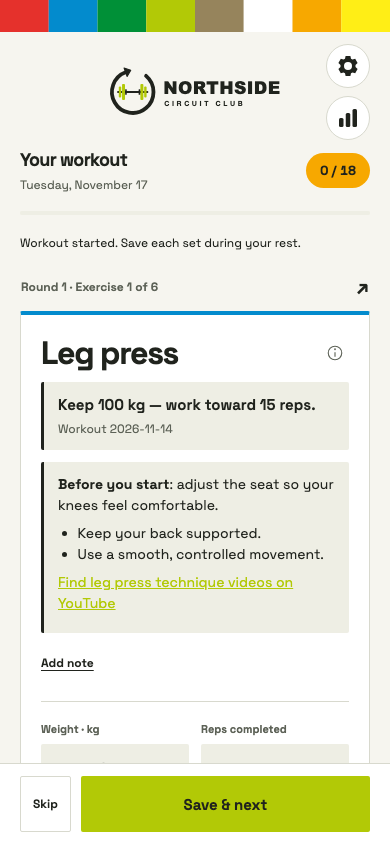 NORTHSIDE
CIRCUIT CLUB
Your workout
Tuesday, November 17
0 / 18
Workout started. Save each set during your rest.
Round 1 · Exercise 1 of 6
Leg press
Keep 100 kg — work toward 15 reps.
Workout 2026-11-14
Before you start: adjust the seat so your
knees feel comfortable.
• Keep your back supported.
• Use a smooth, controlled movement.
Find leg press technique videos on
YouTube
Add note
Weight · kg
Reps completed
Skip
Save & next